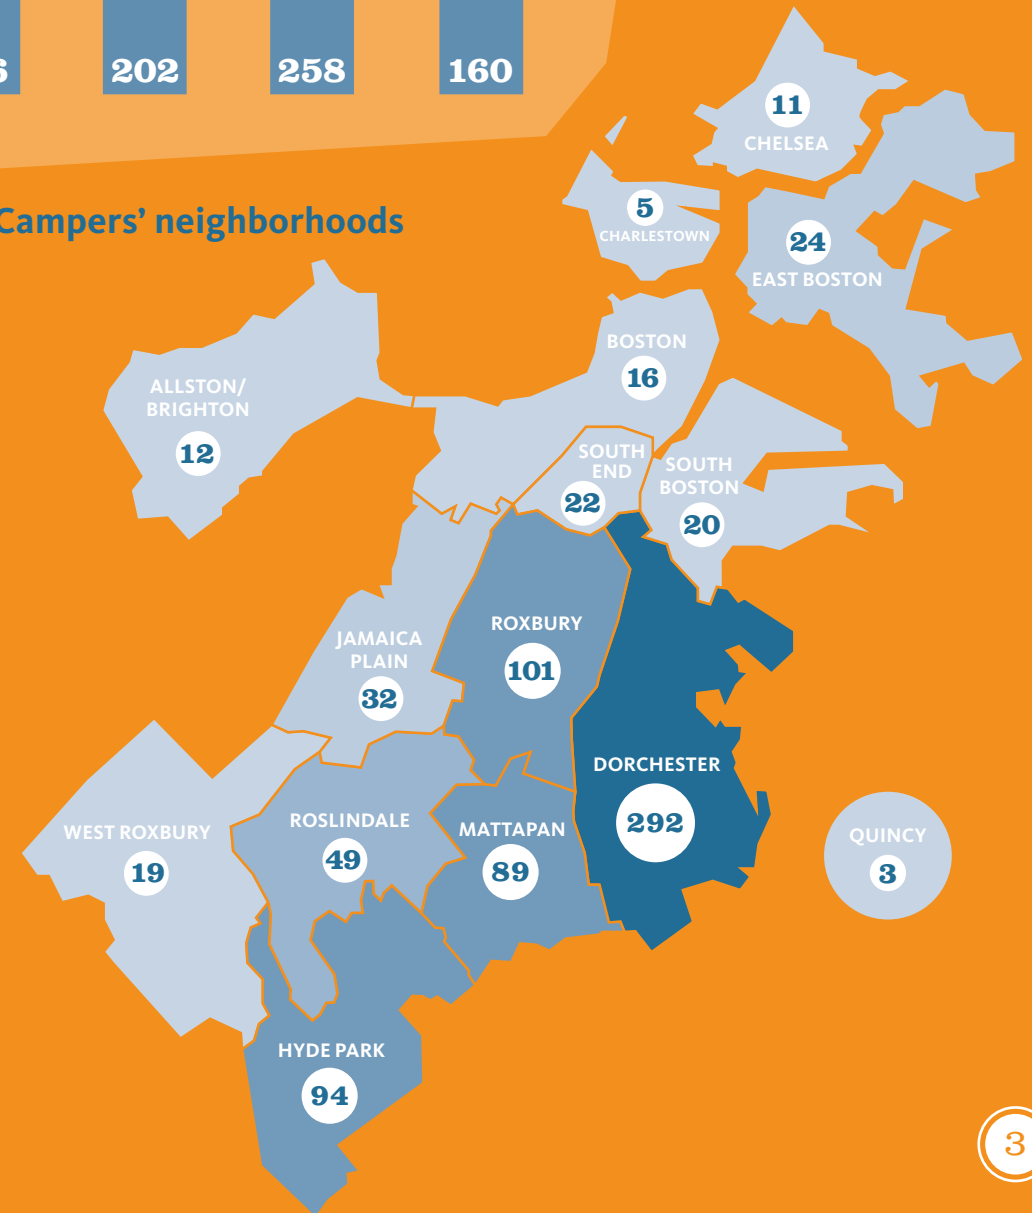 202
258
160
Campers’ neighborhoods
11
CHELSEA
5
CHARLESTOWN
24
EAST BOSTON
BOSTON
16
ALLSTON/
BRIGHTON
12
SOUTH
END
22
SOUTH
BOSTON
20
ROXBURY
101
JAMAICA
PLAIN
32
DORCHESTER
292
WEST ROXBURY
19
ROSLINDALE
49
MATTAPAN
89
QUINCY
3
HYDE PARK
94
3